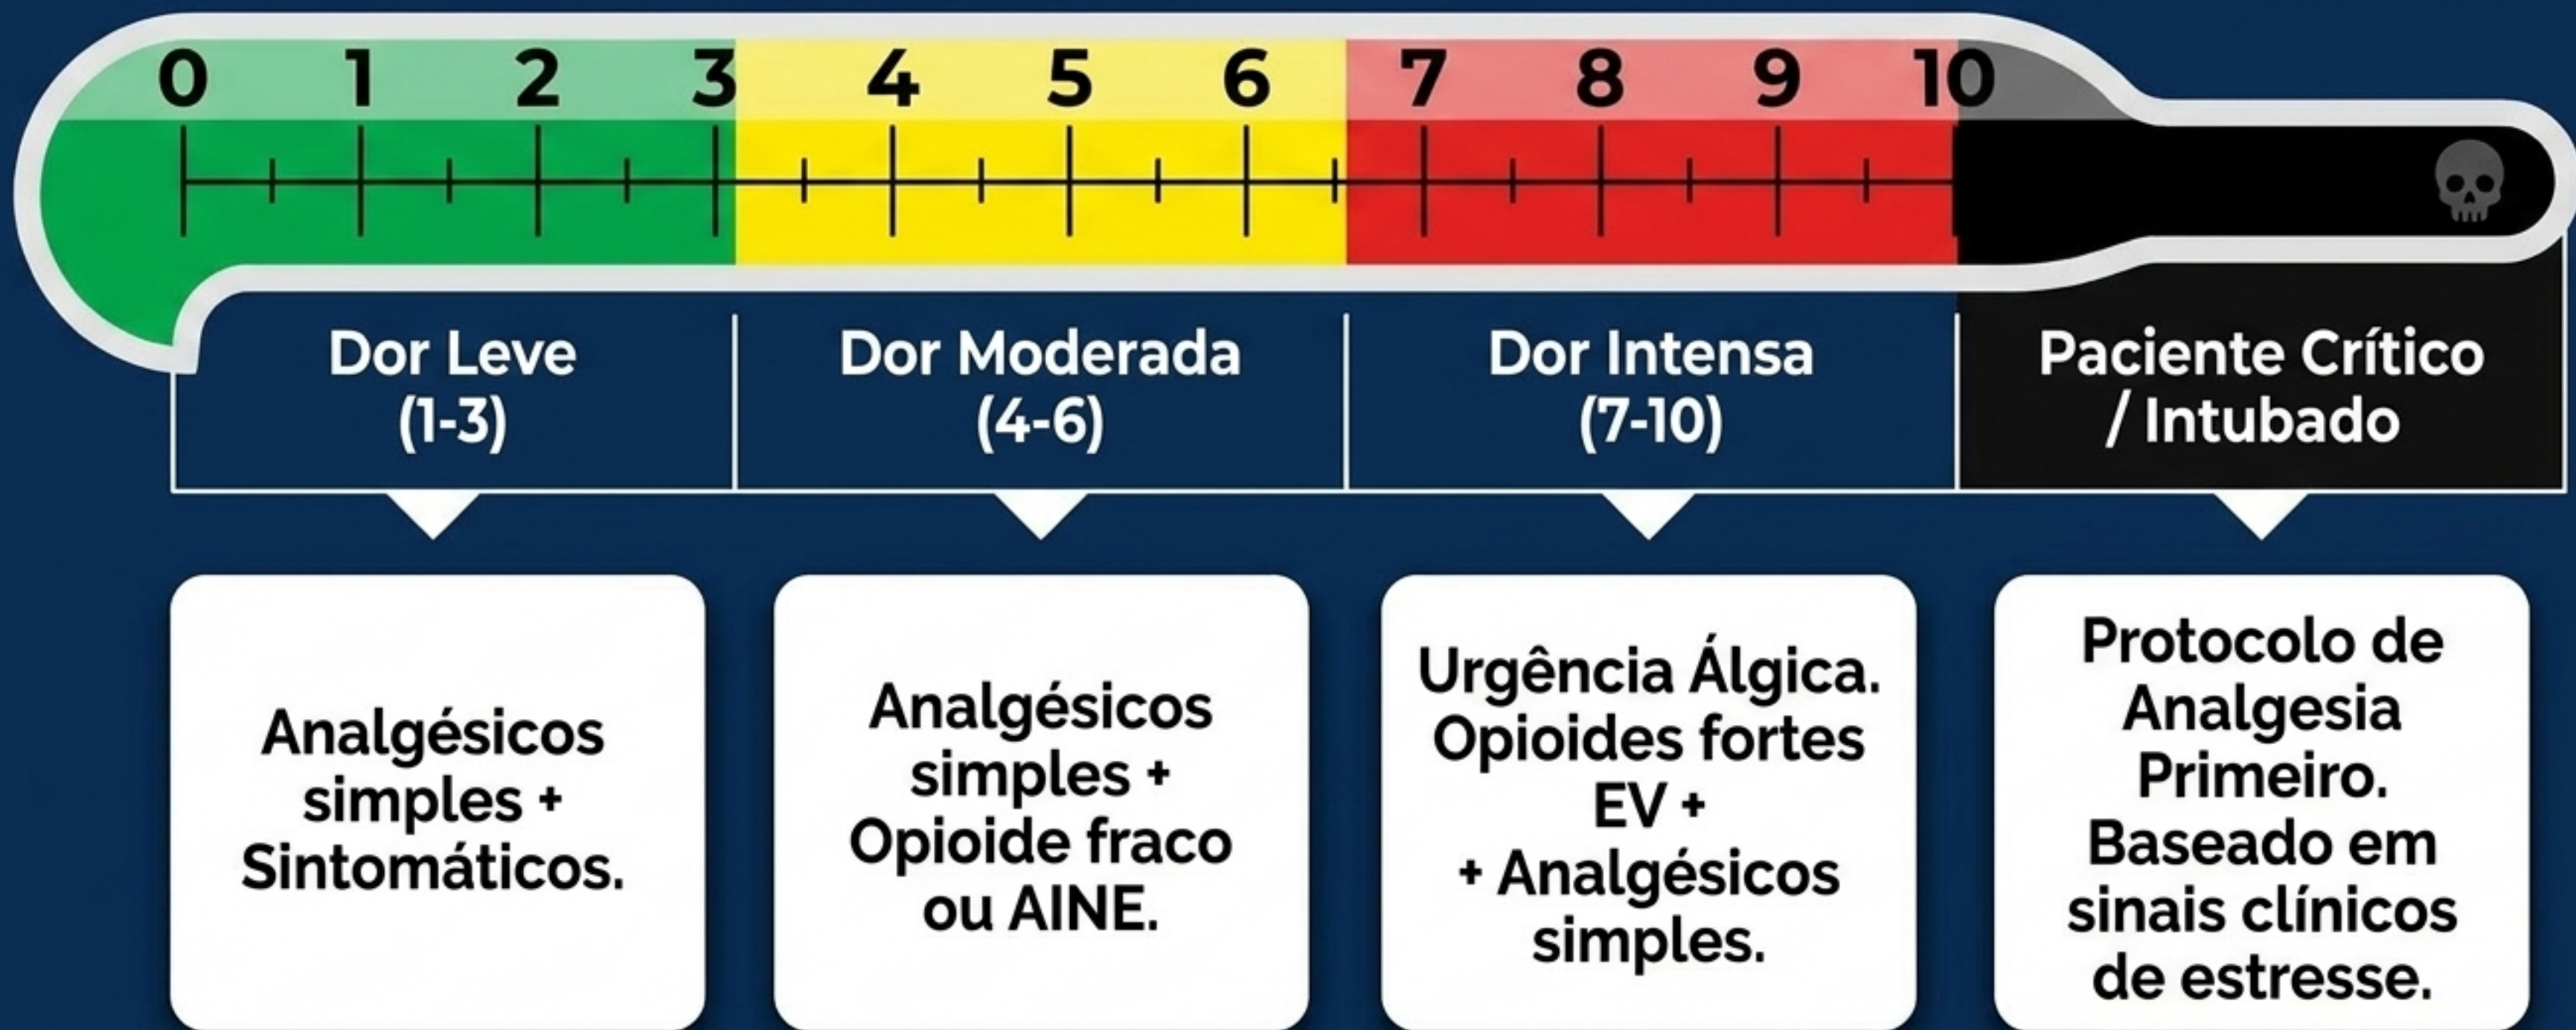 0 1 2 3 4 5 6 7 8 9 10
Dor Leve
(1-3)
Dor Moderada
(4-6)
Dor Intensa
(7-10)
Paciente Crítico
/ Intubado
Analgésicos
simples +
Sintomáticos.
Analgésicos
simples +
Opioide fraco
ou AINE.
Urgência Álgica.
Opioides fortes
EV +
+ Analgésicos
simples.
Protocolo de
Analgesia
Primeiro.
Baseado em
sinais clínicos
de estresse.